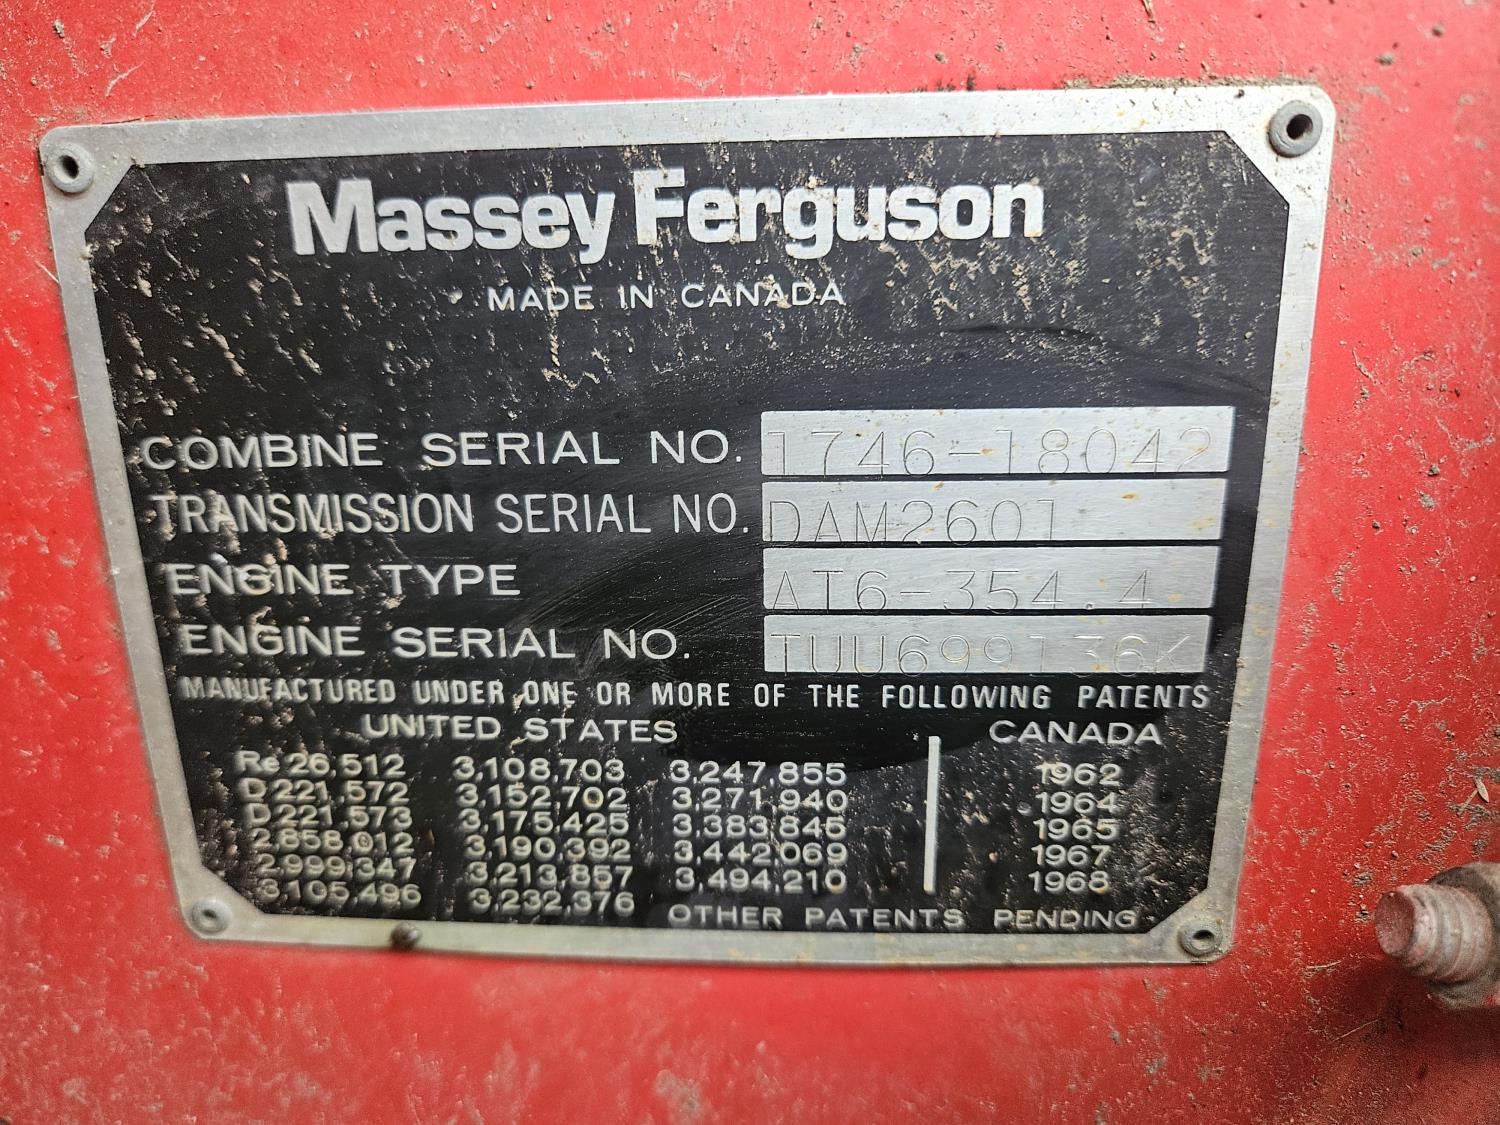 Massey Ferguson
MADE IN CANADA
COMBINE SERIAL NO. 1746-18042
TRANSMISSION SERIAL NO. DAM2601
ENGINE TYPE AT6-354.4
ENGINE SERIAL NO. TUU699136K
MANUFACTURED UNDER ONE OR MORE OF THE FOLLOWING PATENTS
UNITED STATES CANADA
Re 26,512 3,108,703 3,247,855 1962
D 221,572 3,152,702 3,271,940 1964
D 221,573 3,175,425 3,383,845 1965
2,858,012 3,190,392 3,442,069 1967
2,999,347 3,213,857 3,494,210 1968
3,105,496 3,232,376 OTHER PATENTS PENDING